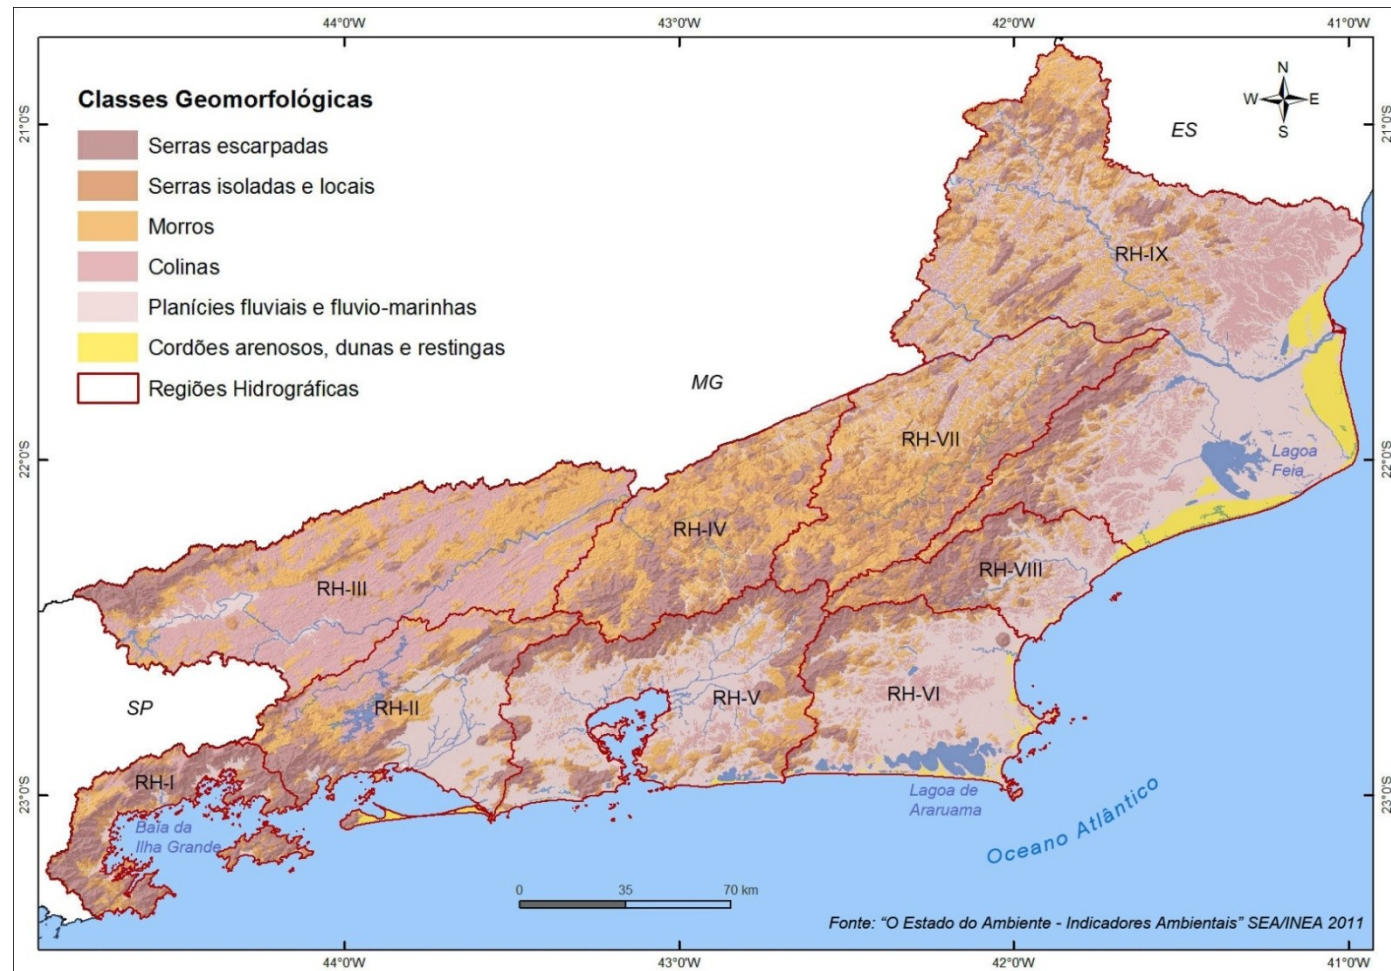 44°0'W
43°0'W
42°0'W
41°0'W
Classes Geomorfológicas
Serras escarpadas
Serras isoladas e locais
Morros
Colinas
Planícies fluviais e fluvio-marinhas
Cordões arenosos, dunas e restingas
Regiões Hidrográficas
N
W
E
S
21°0'S
21°0'S
ES
RH-IX
MG
RH-VII
22°0'S
22°0'S
Lagoa
Feia
RH-IV
RH-VIII
RH-III
SP
RH-II
RH-V
RH-VI
RH-I
23°0'S
23°0'S
Baía da
Ilha Grande
Lagoa de
Araruama
Oceano Atlântico
0
35
70 km
Fonte: "O Estado do Ambiente - Indicadores Ambientais" SEA/INEA 2011
44°0'W
43°0'W
42°0'W
41°0'W